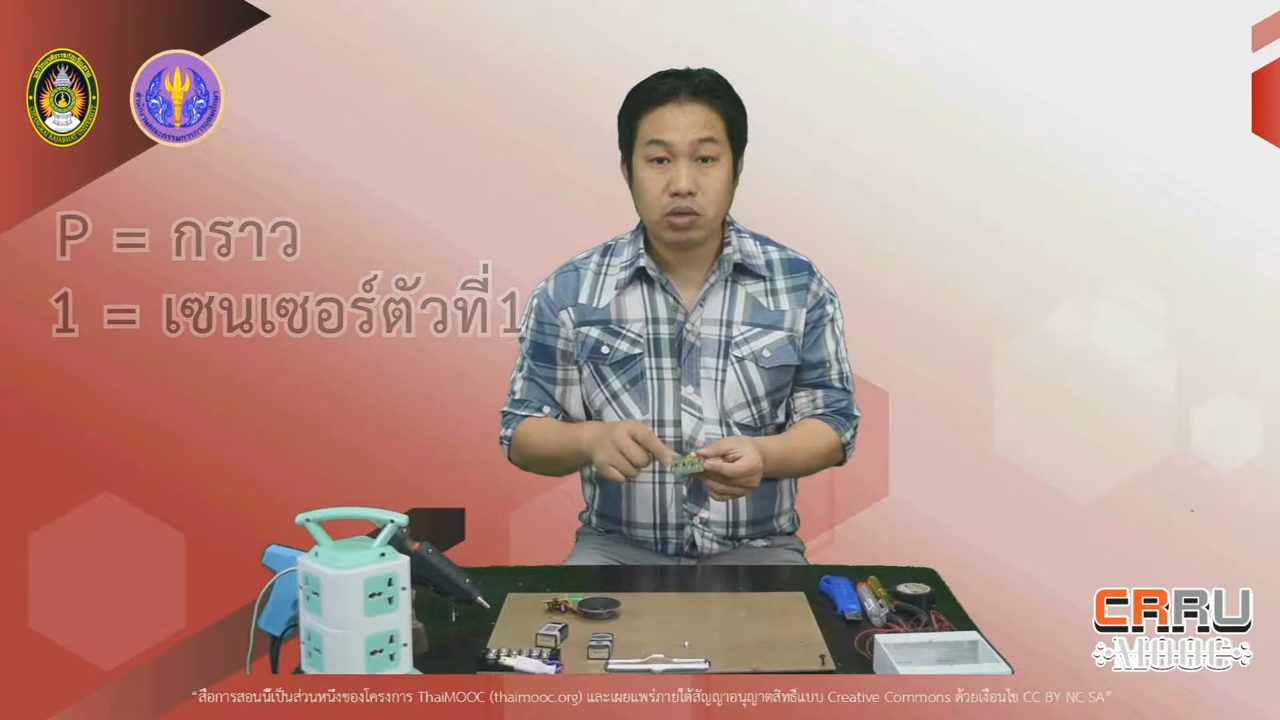 P = กราว
1 = เซนเซอร์ตัวที่1
CRRU
MOOC
“สื่อการสอนนี้เป็นส่วนหนึ่งของโครงการ ThaiMOOC (thaimooc.org) และเผยแพร่ภายใต้สัญญาอนุญาตสิทธิ์แบบ Creative Commons ด้วยเงื่อนไข CC BY NC SA”